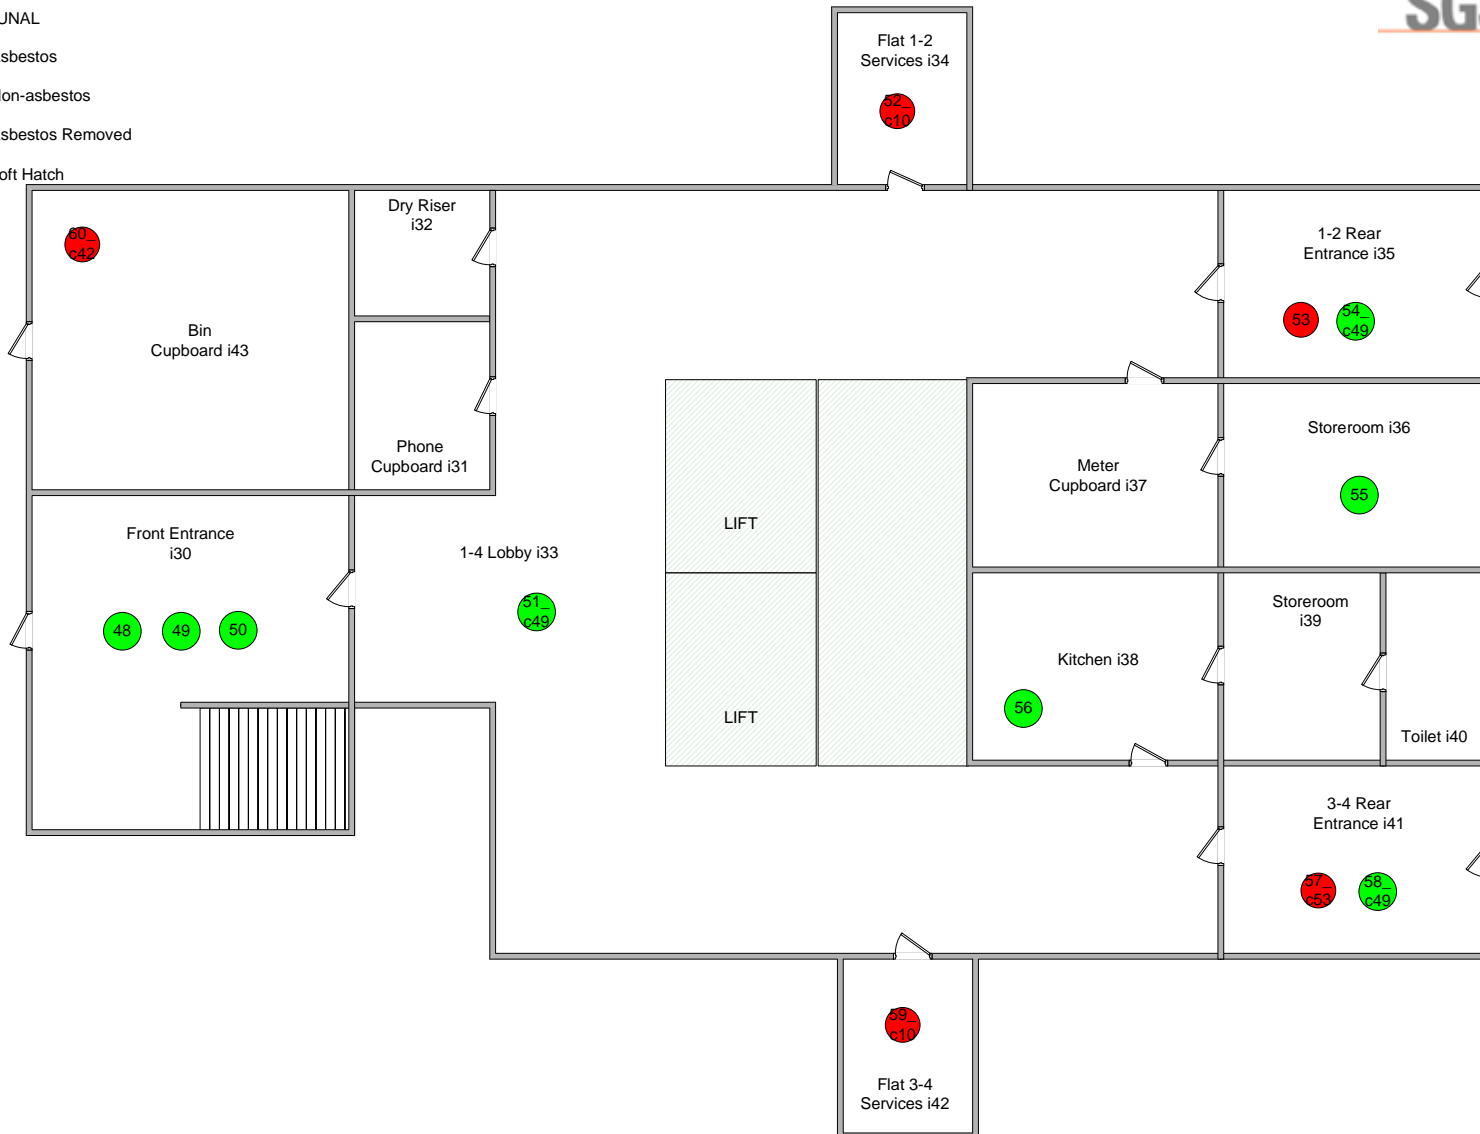 UNAL
sbestos
on-asbestos
sbestos Removed
oft Hatch
SGS
Flat 1-2
Services i34
52_
c10
60_
c42
Dry Riser
i32
1-2 Rear
Entrance i35
53
54_
c49
Bin
Cupboard i43
Phone
Cupboard i31
Storeroom i36
55
Meter
Cupboard i37
LIFT
Front Entrance
i30
48
49
50
1-4 Lobby i33
51_
c49
Storeroom
i39
Kitchen i38
56
LIFT
Toilet i40
3-4 Rear
Entrance i41
57_
c53
58_
c49
59_
c10
Flat 3-4
Services i42